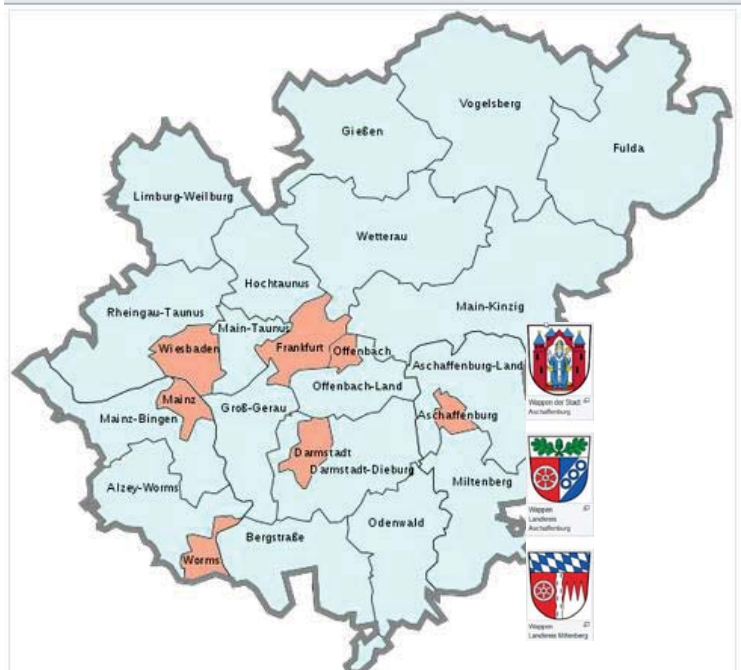 Vogelsberg
Gießen
Fulda
Limburg-Weilburg
Wetterau
Hochtaunus
Rheingau-Taunus
Main-Kinzig
Main-Taunus
Wiesbaden
Frankfurt
Offenbach
Aschaffenburg-Land
Offenbach-Land
Mainz
Groß-Gerau
Mainz-Bingen
Aschaffenburg
Wappen der Stadt
Aschaffenburg
Darmstadt
Darmstadt-Dieburg
Miltenberg
Alzey-Worms
Odenwald
Bergstraße
Wappen
Landkreis
Aschaffenburg
Worms
Wappen
Landkreis Miltenberg